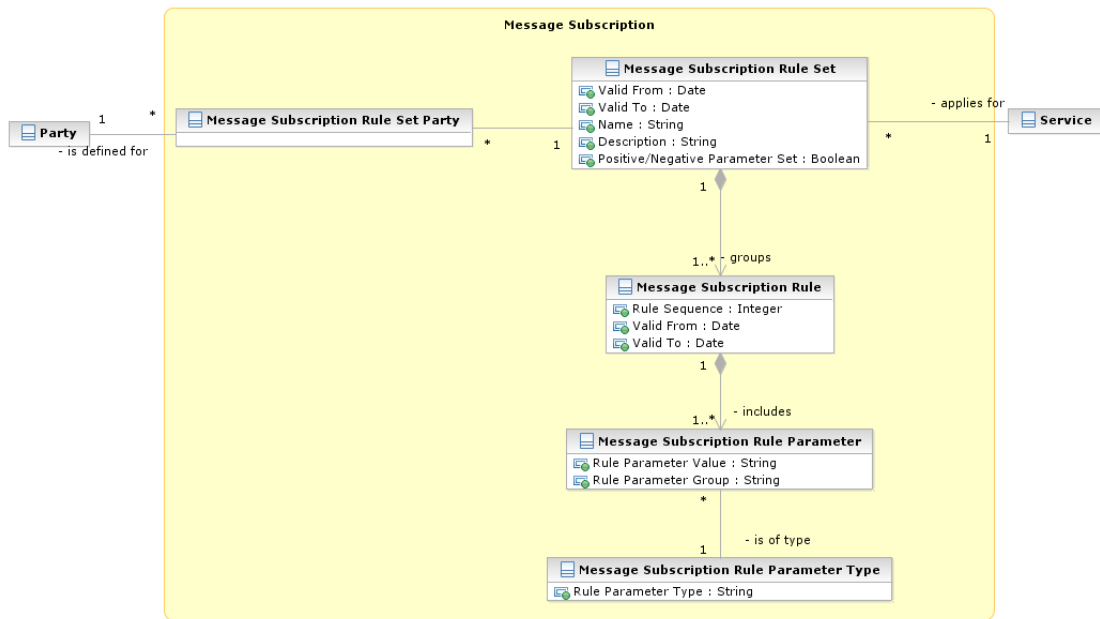 Message Subscription
Message Subscription Rule Set
Valid From : Date
Valid To : Date
Name : String
Description : String
Positive/Negative Parameter Set : Boolean
- applies for
* 1
Service
Party
1 *
- is defined for
Message Subscription Rule Set Party
* 1
1
1..* - groups
Message Subscription Rule
Rule Sequence : Integer
Valid From : Date
Valid To : Date
1
- includes
1..*
Message Subscription Rule Parameter
Rule Parameter Value : String
Rule Parameter Group : String
*
- is of type
1
Message Subscription Rule Parameter Type
Rule Parameter Type : String